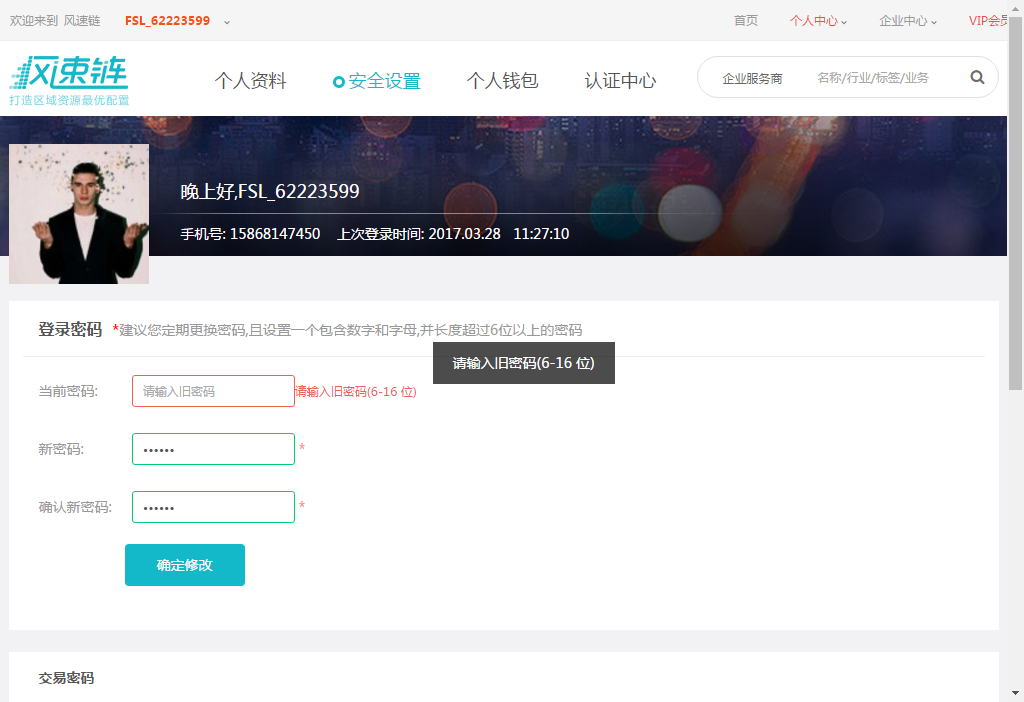 欢迎来到 风速链 FSL_62223599 首页 个人中心 企业中心 VIP会员
风速链
打造区域资源最优配置
个人资料 安全设置 个人钱包 认证中心 企业服务商 名称/行业/标签/业务
晚上好,FSL_62223599
手机号: 15868147450 上次登录时间: 2017.03.28 11:27:10
登录密码 *建议您定期更换密码,且设置一个包含数字和字母,并长度超过6位以上的密码
请输入旧密码(6-16 位)
当前密码: 请输入旧密码 请输入旧密码(6-16 位)
新密码: •••••• *
确认新密码: •••••• *
确定修改
交易密码